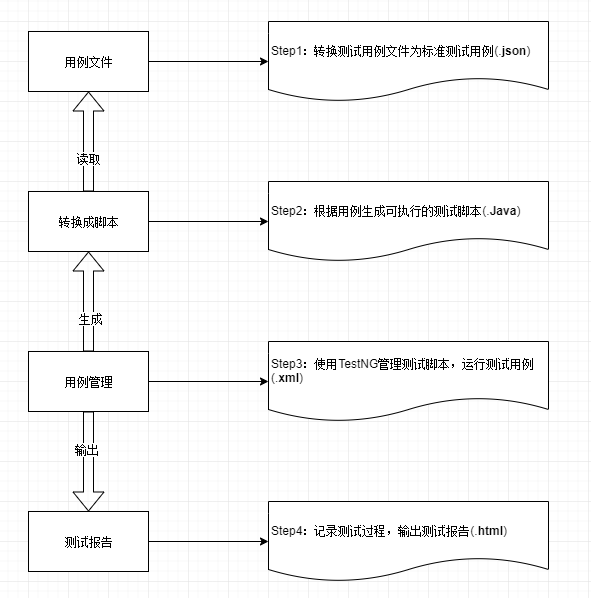 用例文件
Step1：转换测试用例文件为标准测试用例(.json)
读取
转换成脚本
Step2：根据用例生成可执行的测试脚本(.Java)
生成
用例管理
Step3：使用TestNG管理测试脚本，运行测试用例
(.xml)
输出
测试报告
Step4：记录测试过程，输出测试报告(.html)